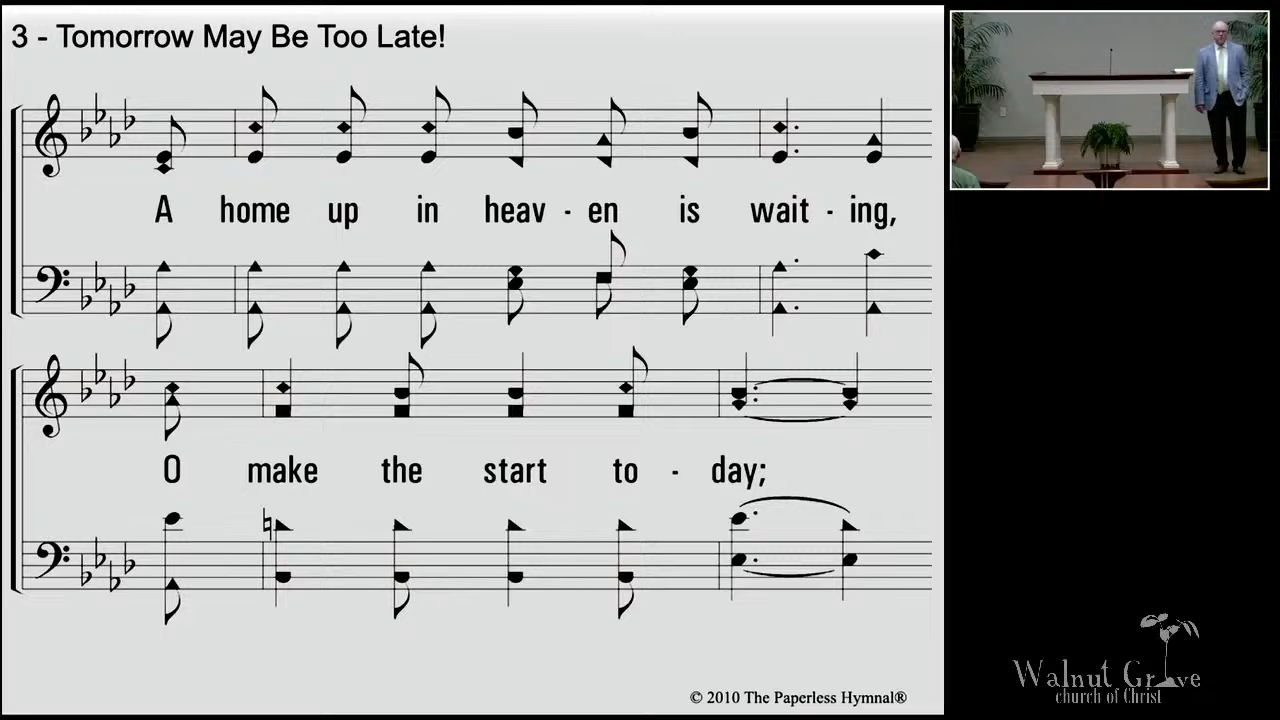 3 - Tomorrow May Be Too Late!
A home up in heav - en is wait - ing,
O make the start to - day;
© 2010 The Paperless Hymnal®
Walnut Grove
church of Christ